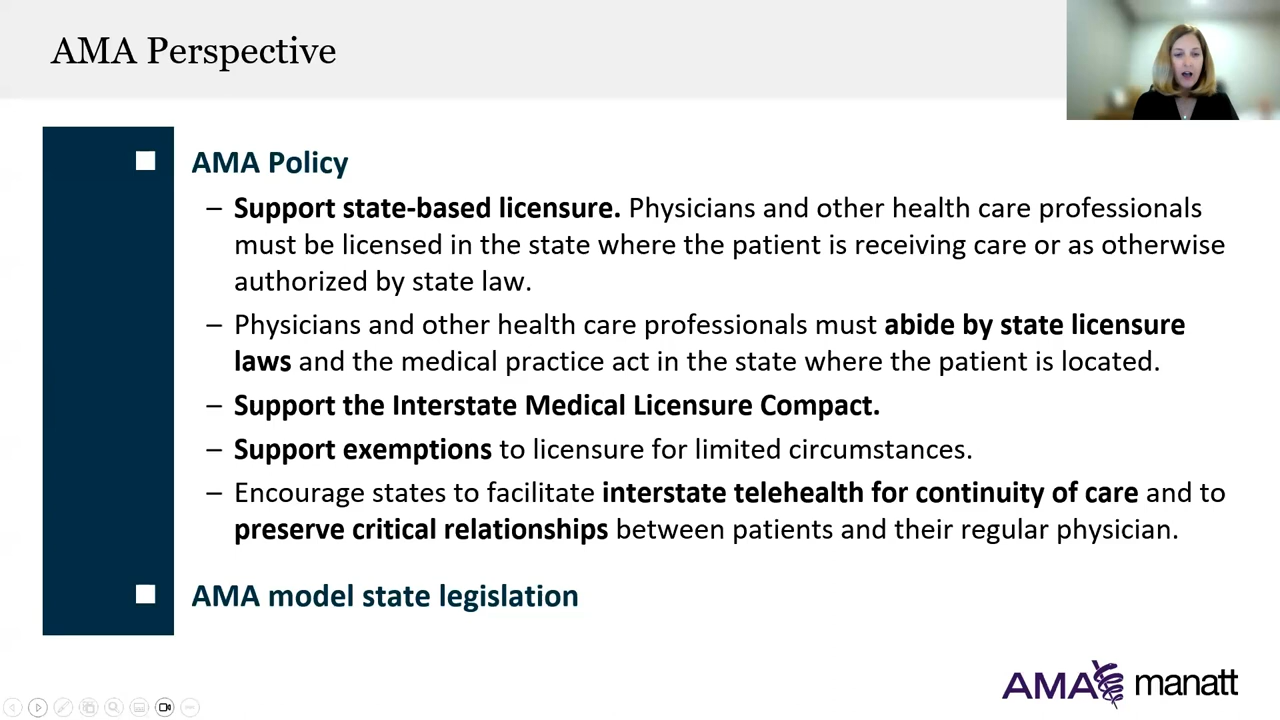 AMA Perspective
AMA Policy
– Support state-based licensure. Physicians and other health care professionals
must be licensed in the state where the patient is receiving care or as otherwise
authorized by state law.
– Physicians and other health care professionals must abide by state licensure
laws and the medical practice act in the state where the patient is located.
– Support the Interstate Medical Licensure Compact.
– Support exemptions to licensure for limited circumstances.
– Encourage states to facilitate interstate telehealth for continuity of care and to
preserve critical relationships between patients and their regular physician.
AMA model state legislation
AMA manatt